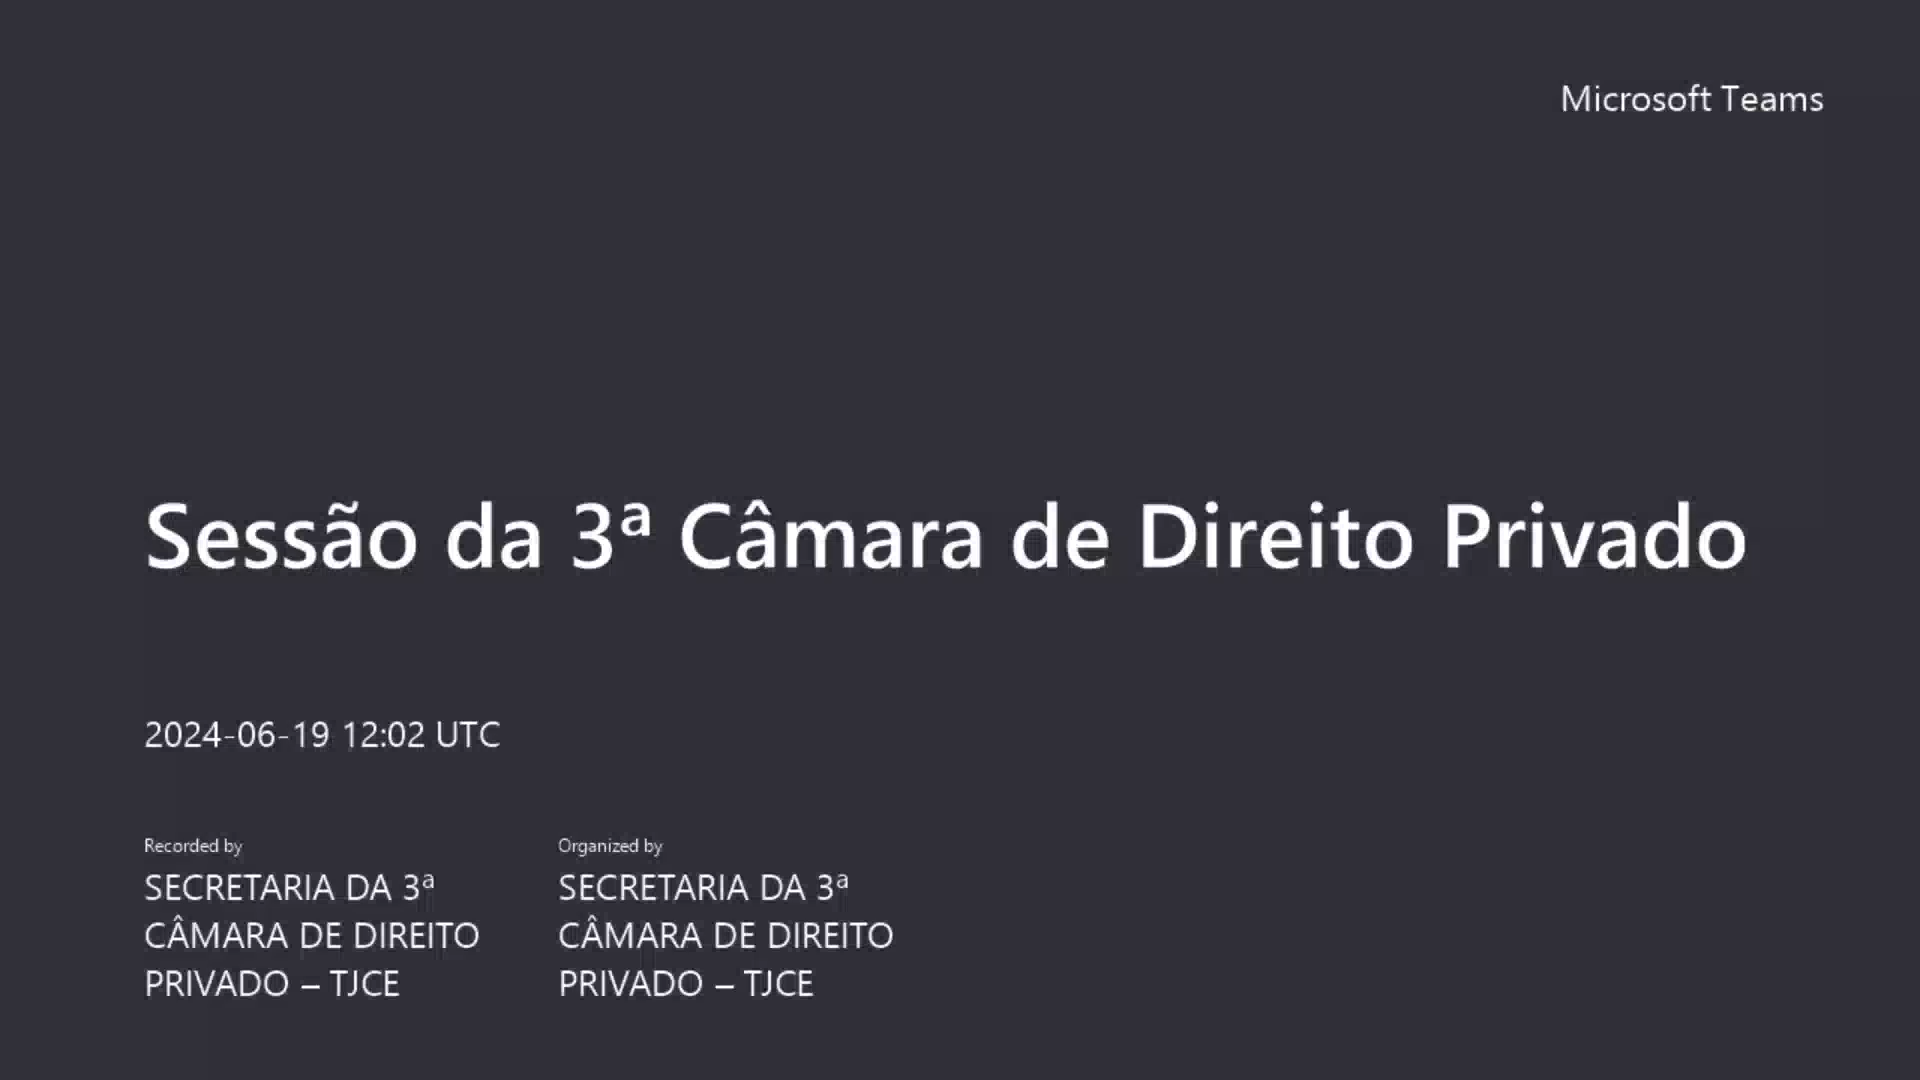 Microsoft Teams
Sessão da 3ª Câmara de Direito Privado
2024-06-19 12:02 UTC
Recorded by
SECRETARIA DA 3ª
CÂMARA DE DIREITO
PRIVADO – TJCE
Organized by
SECRETARIA DA 3ª
CÂMARA DE DIREITO
PRIVADO – TJCE